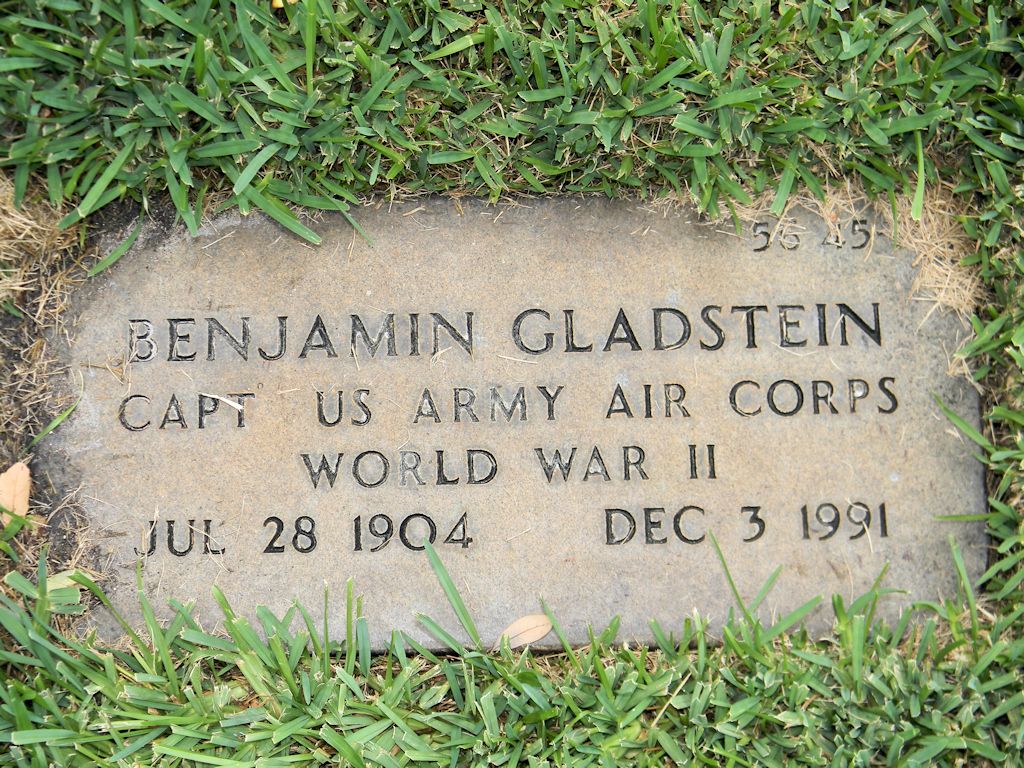 56 45
BENJAMIN GLADSTEIN
CAPT US ARMY AIR CORPS
WORLD WAR II
JUL 28 1904 DEC 3 1991